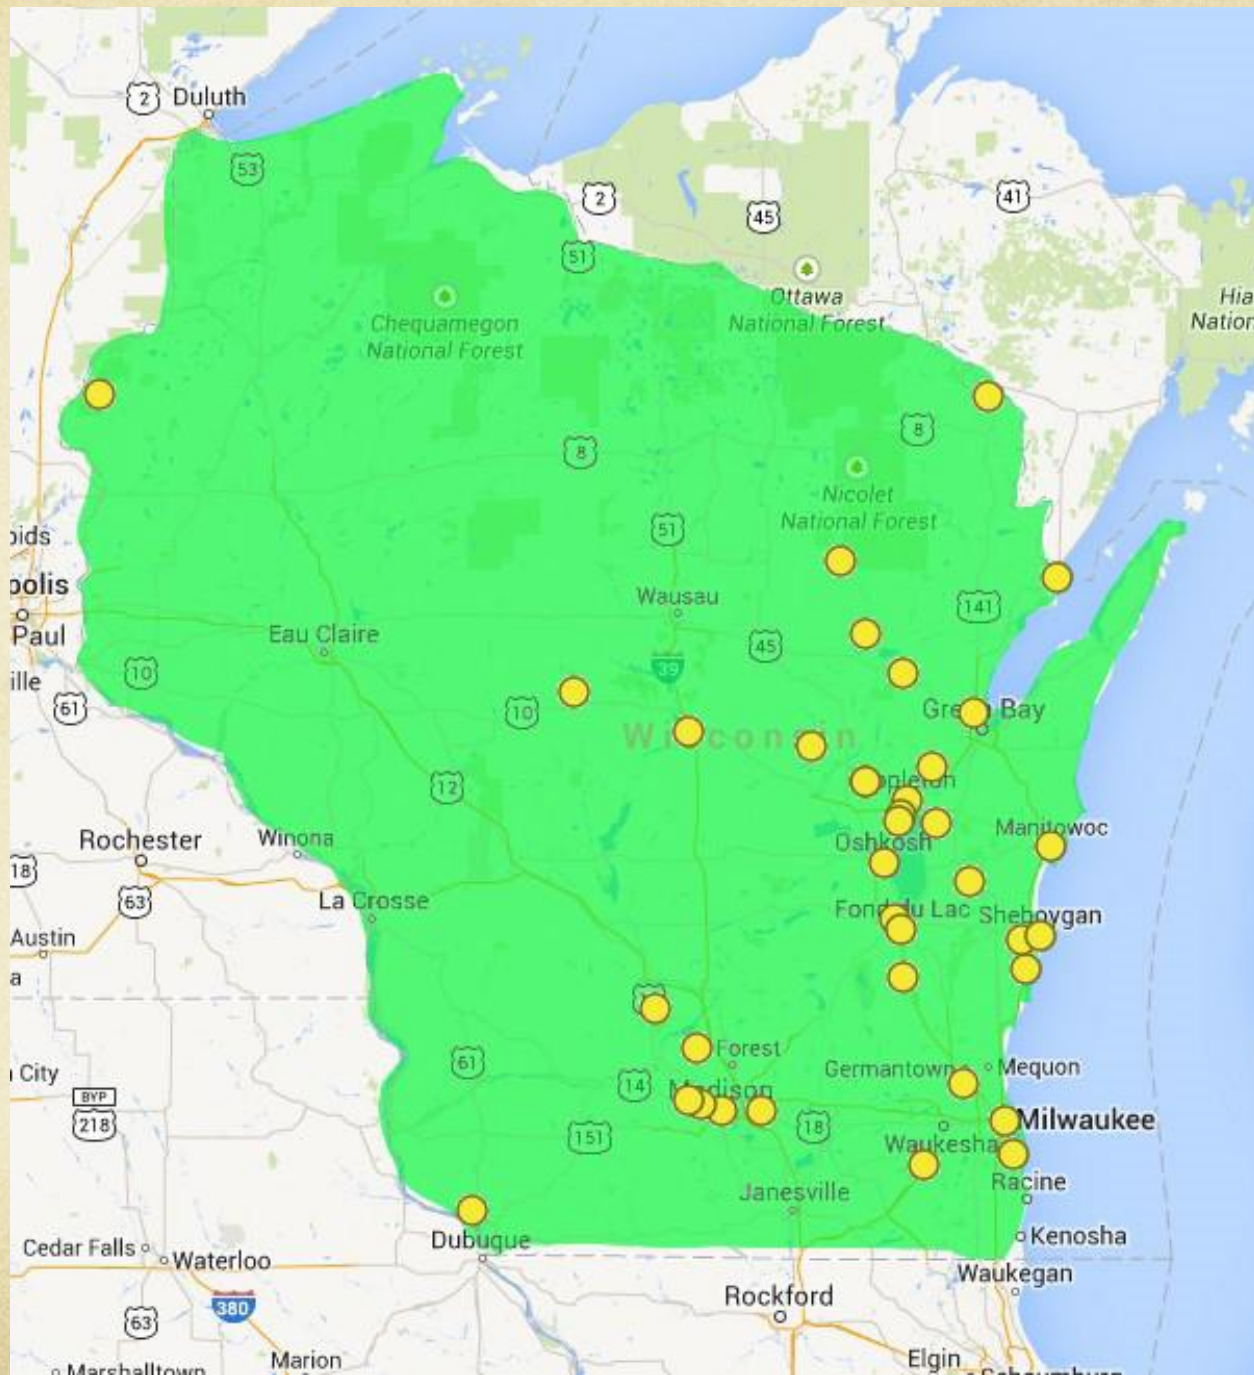 2
Duluth
53
2
41
45
51
Ottawa
National Forest
Hia
Nation
Chequamegon
National Forest
8
8
Nicolet
National Forest
51
oids
Wausau
polis
141
Paul
Eau Claire
45
39
10
ille
61
10
Green Bay
Wisconsin
12
Appleton
Rochester
Winona
Manitowoc
Oshkosh
18
63
La Crosse
Fond du Lac
Sheboygan
Austin
a
61
Forest
Germantown
Mequon
City
14
BYP
218
Madison
18
Milwaukee
151
Waukesha
Janesville
Racine
Cedar Falls
Dubuque
Kenosha
Waterloo
Waukegan
380
Rockford
63
Marion
Elgin
Marshalltown
Schaumburg